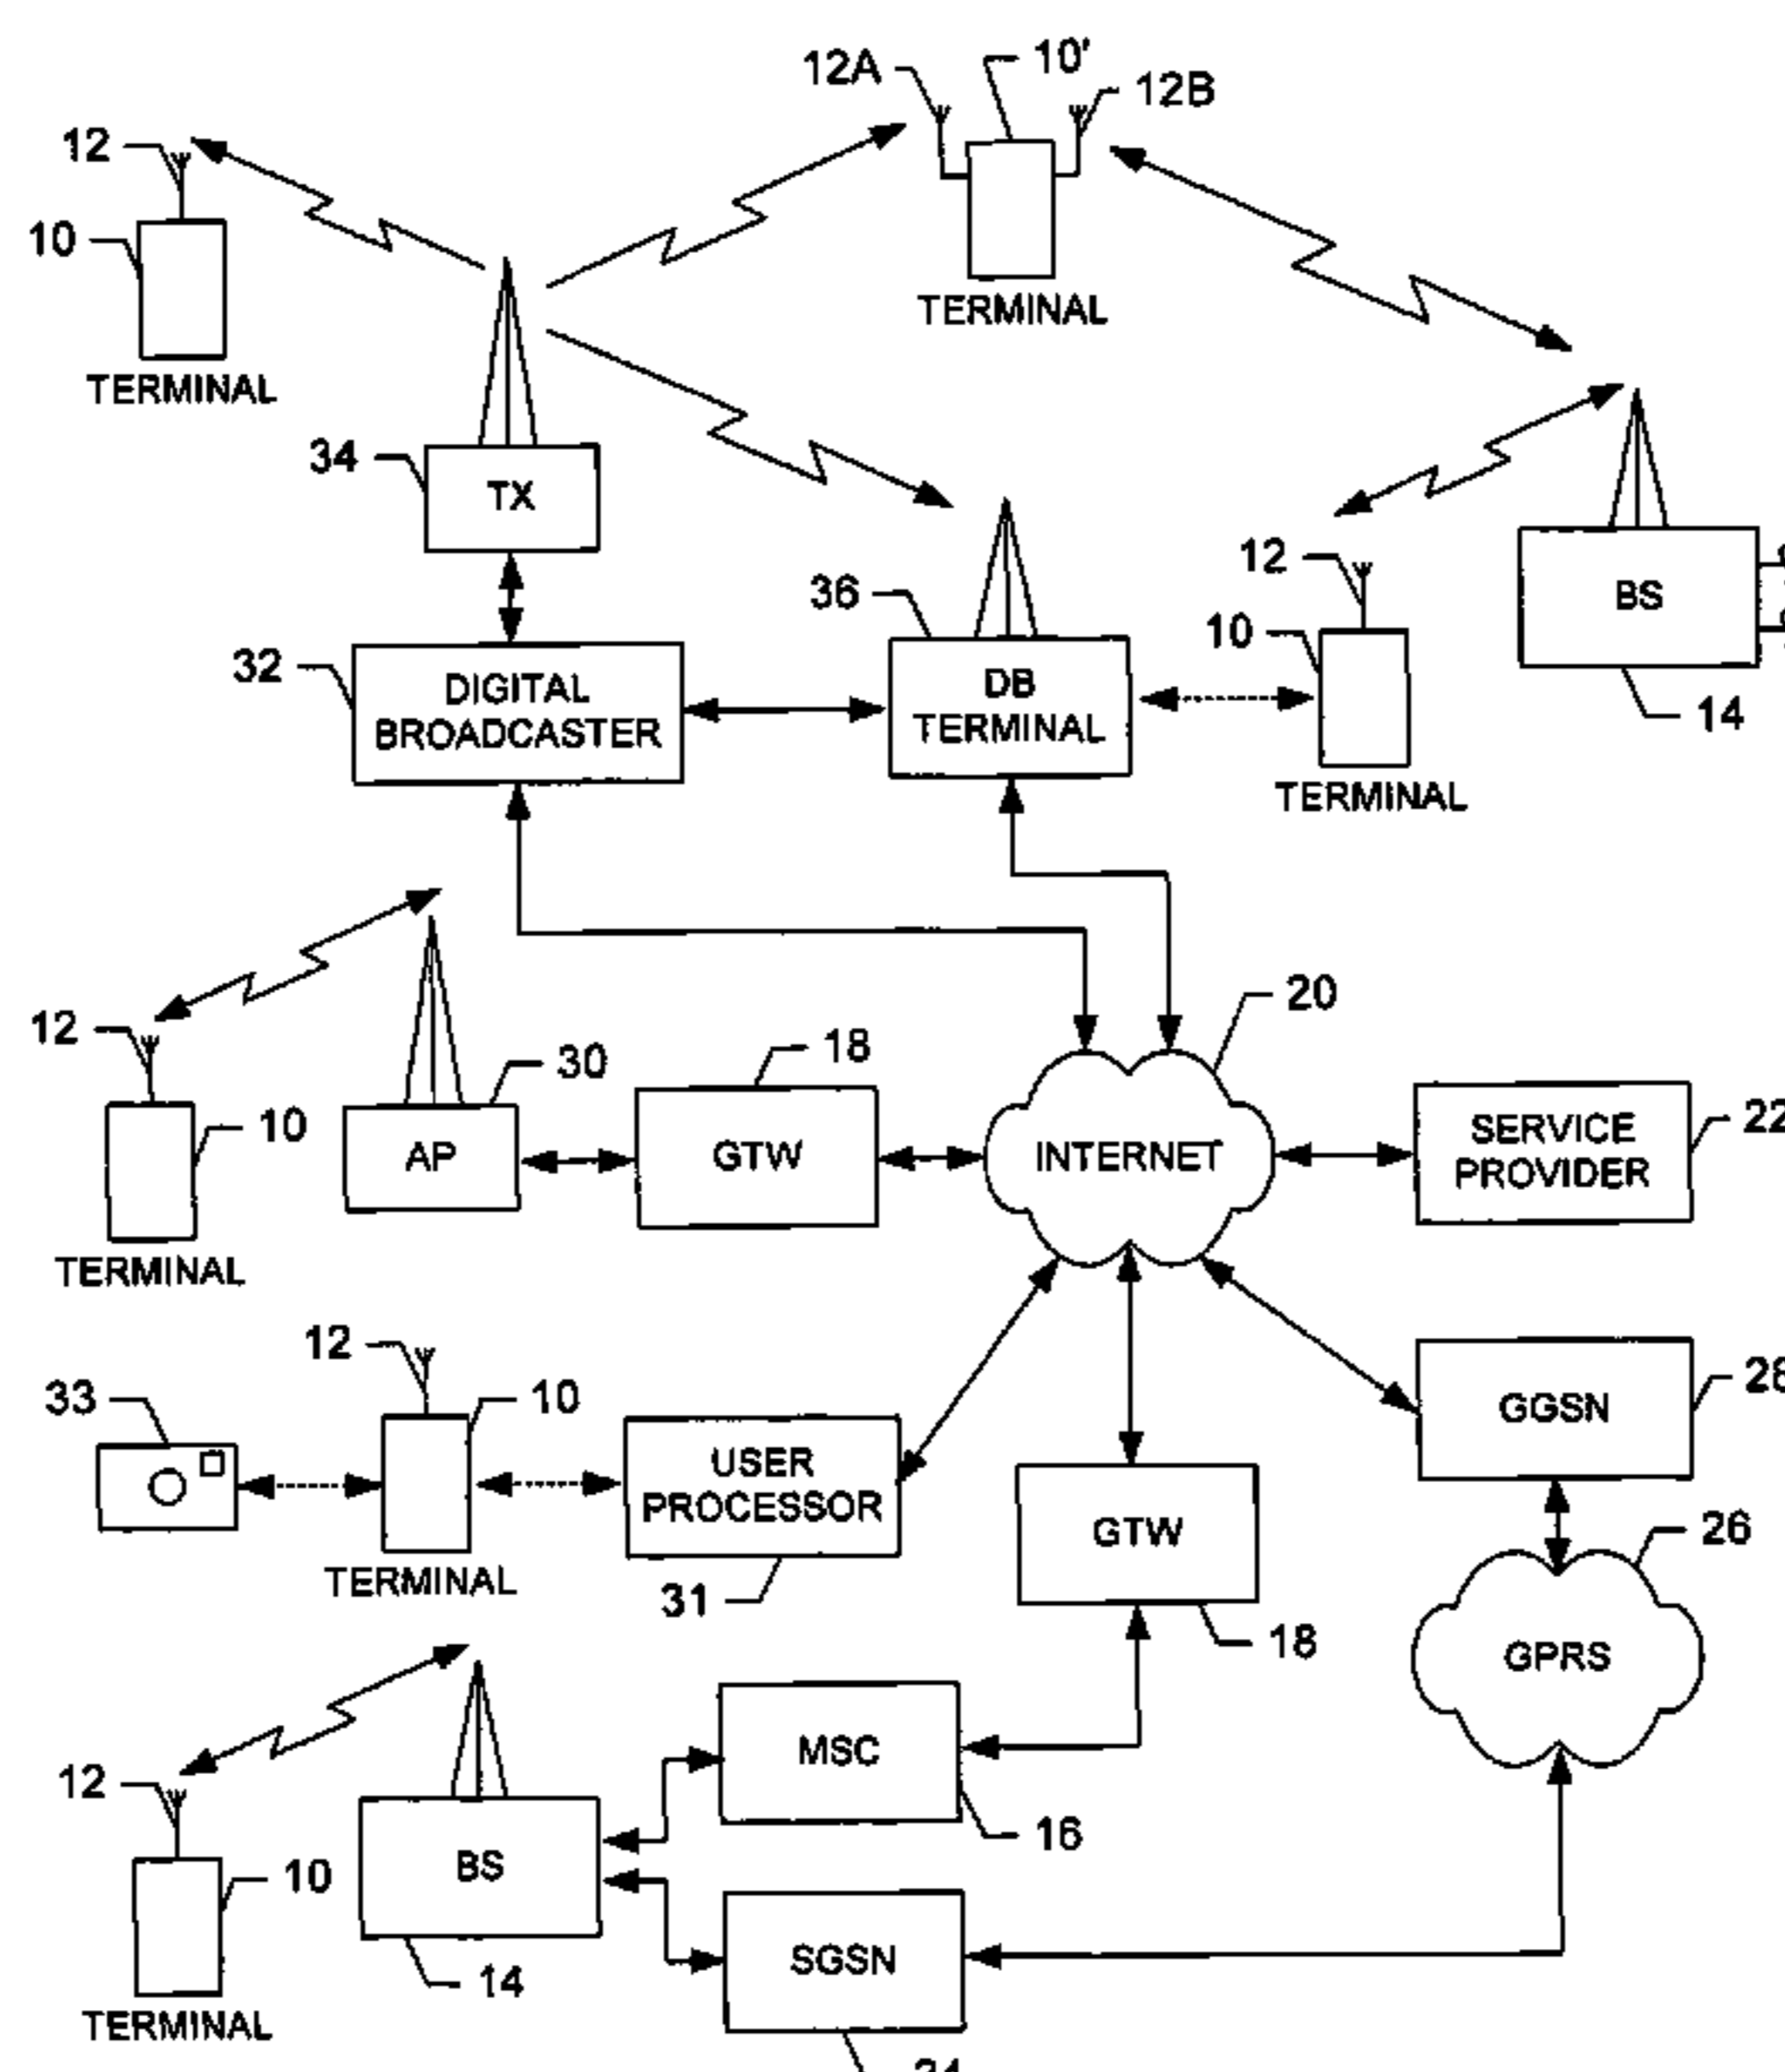 12A
10'
12B
12
10
TERMINAL
TERMINAL
34
TX
12
36
BS
10
32
DIGITAL
BROADCASTER
DB
TERMINAL
14
TERMINAL
20
12
18
30
10
AP
GTW
INTERNET
SERVICE
PROVIDER
22
TERMINAL
12
33
10
28
GGSN
USER
PROCESSOR
GTW
26
TERMINAL
31
18
GPRS
MSC
12
16
10
BS
SGSN
14
TERMINAL